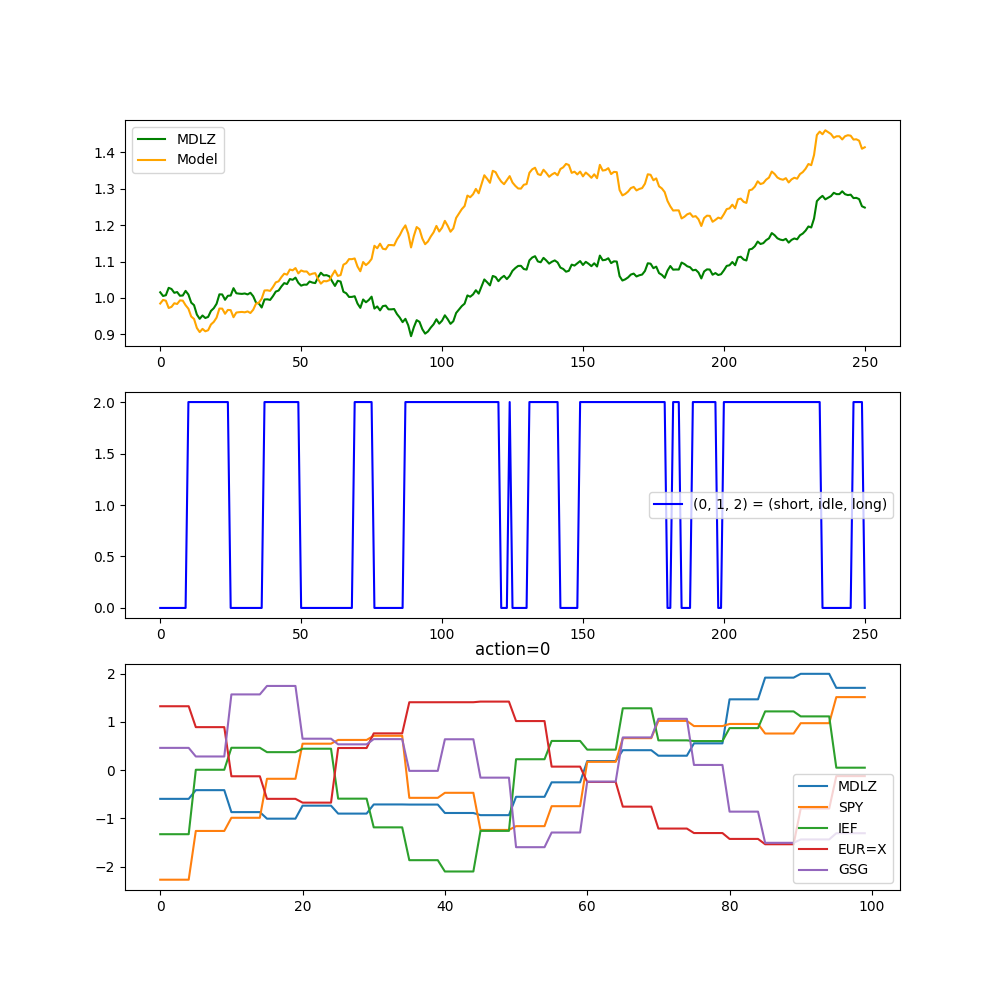 MDLZ
Model
1.4
1.3
1.2
1.1
1.0
0.9
0 50 100 150 200 250
2.0
1.5
1.0
0.5
0.0
(0, 1, 2) = (short, idle, long)
0 50 100 150 200 250
action=0
2
1
0
−1
−2
MDLZ
SPY
IEF
EUR=X
GSG
0 20 40 60 80 100